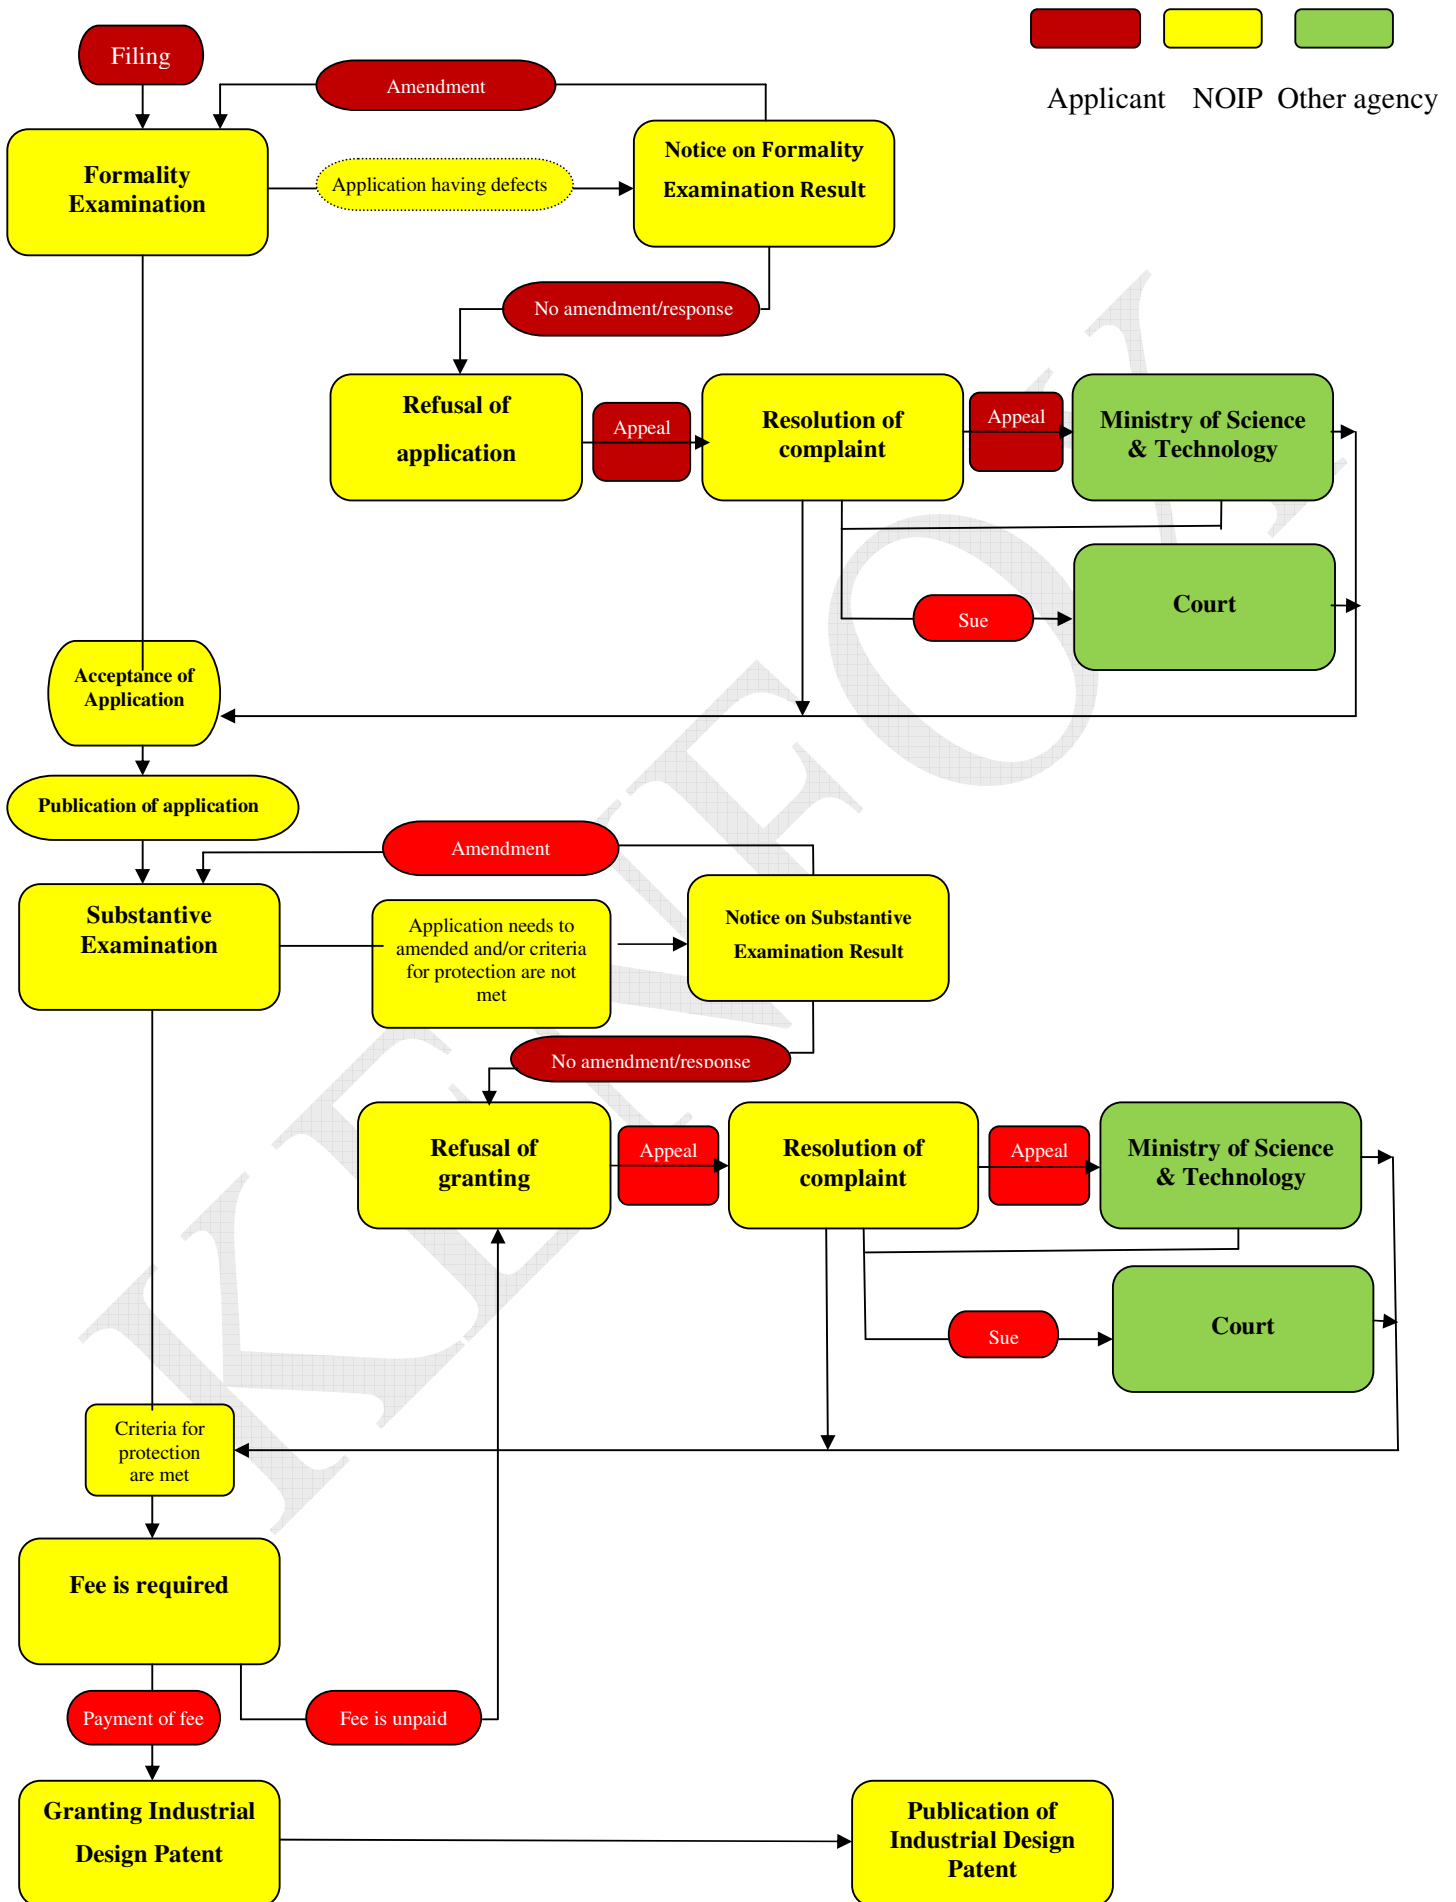 Filing
Amendment
Applicant NOIP Other agency
Formality
Examination
Application having defects
Notice on Formality
Examination Result
No amendment/response
Refusal of
application
Appeal
Resolution of
complaint
Appeal
Ministry of Science
& Technology
Sue
Court
Acceptance of
Application
Publication of application
Amendment
Substantive
Examination
Application needs to
amended and/or criteria
for protection are not
met
Notice on Substantive
Examination Result
No amendment/response
Refusal of
granting
Appeal
Resolution of
complaint
Appeal
Ministry of Science
& Technology
Sue
Court
Criteria for
protection
are met
Fee is required
Payment of fee
Fee is unpaid
Granting Industrial
Design Patent
Publication of
Industrial Design
Patent
KENFOX